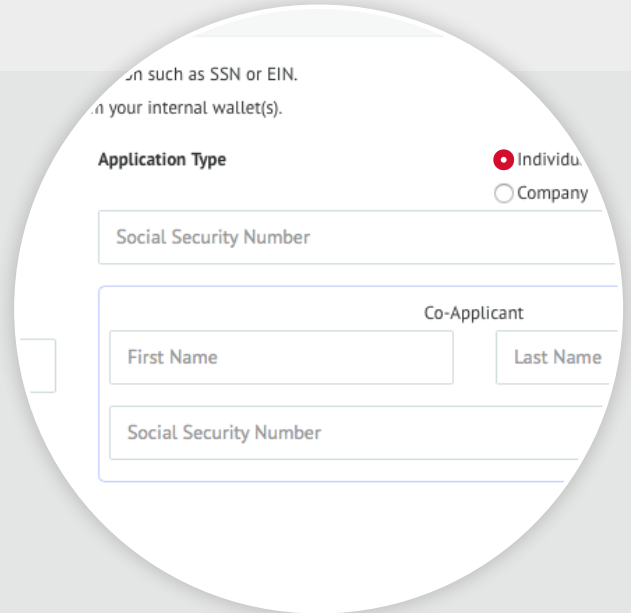 such as SSN or EIN.
your internal wallet(s).
Application Type
Company
Social Security Number
Co-Applicant
First Name Last Name
Social Security Number